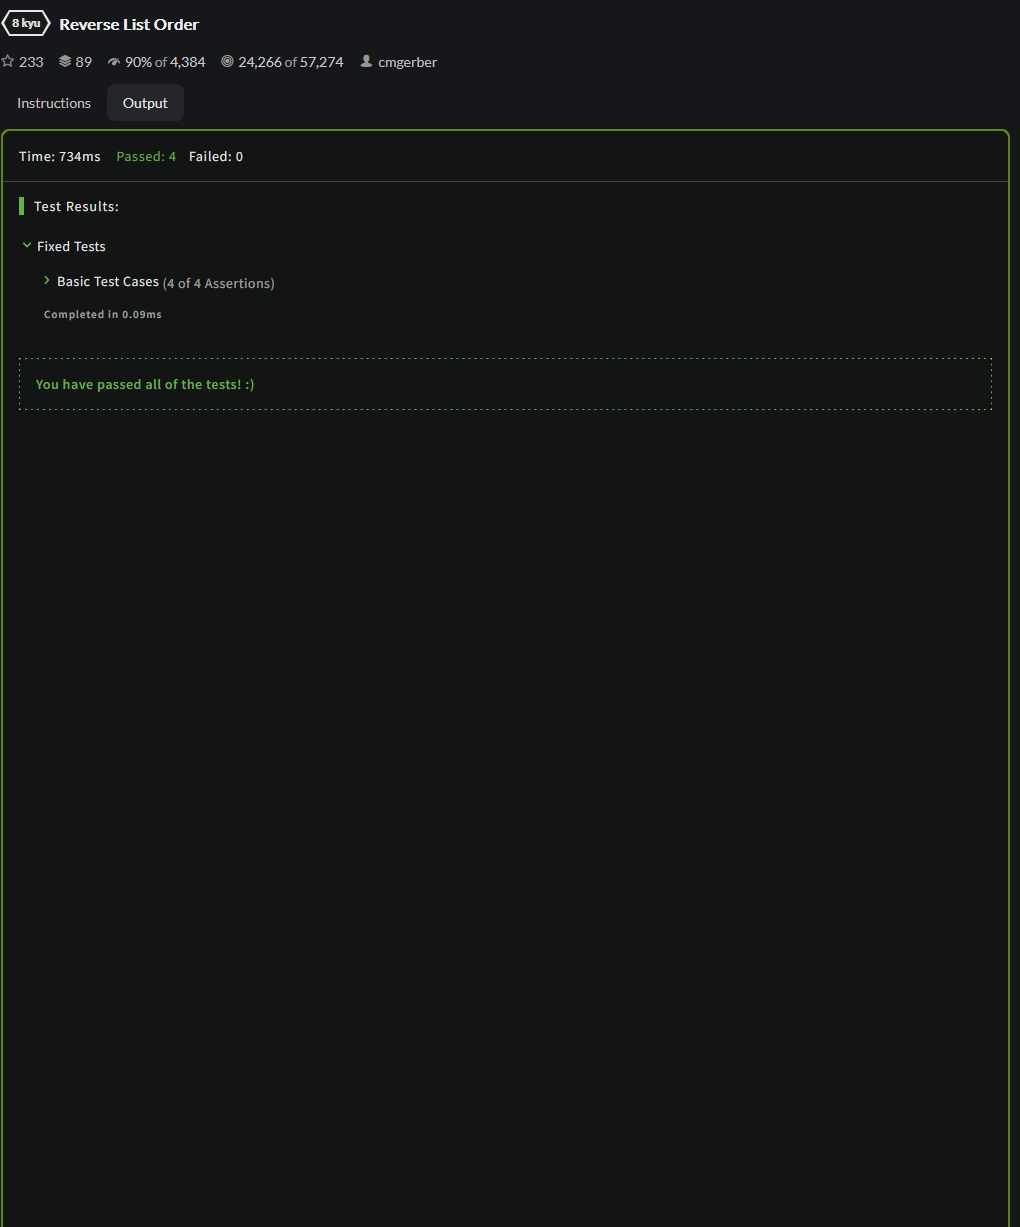 8 kyu Reverse List Order
233 89 90% of 4,384 24,266 of 57,274 cmgerber
Instructions Output
Time: 734ms Passed: 4 Failed: 0
Test Results:
Fixed Tests
Basic Test Cases (4 of 4 Assertions)
Completed in 0.09ms
You have passed all of the tests! :)